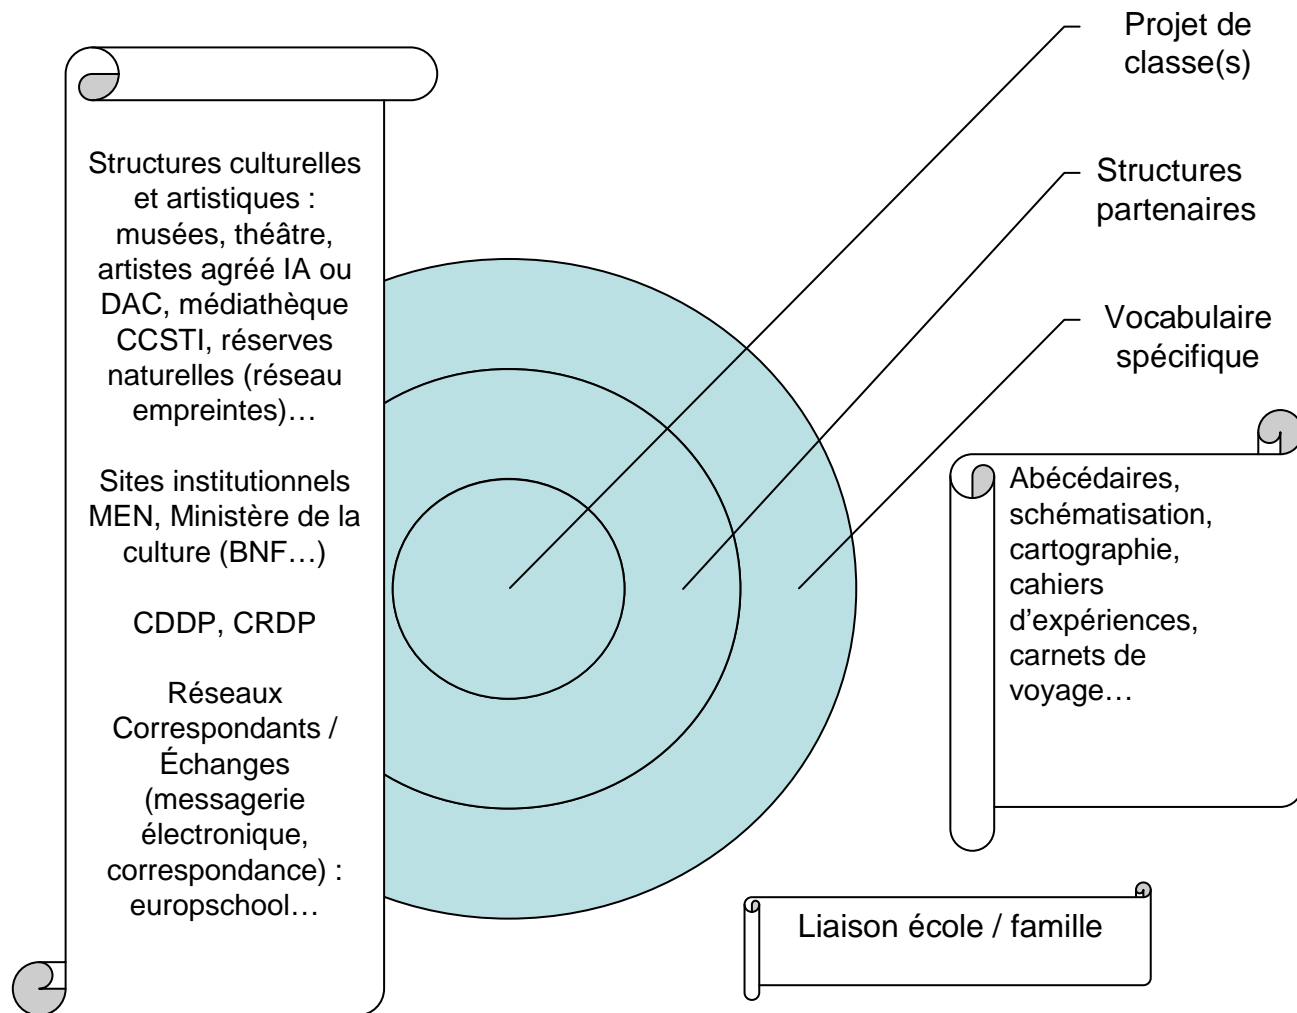 Projet de
classe(s)
Structures
partenaires
Vocabulaire
spécifique
Structures culturelles
et artistiques :
musées, théâtre,
artistes agréé IA ou
DAC, médiathèque
CCSTI, réserves
naturelles (réseau
empreintes)…
Sites institutionnels
MEN, Ministère de la
culture (BNF…)
CDDP, CRDP
Réseaux
Correspondants /
Échanges
(messagerie
électronique,
correspondance) :
europschool…
Abécédaires,
schématisation,
cartographie,
cahiers
d’expériences,
carnets de
voyage…
Liaison école / famille